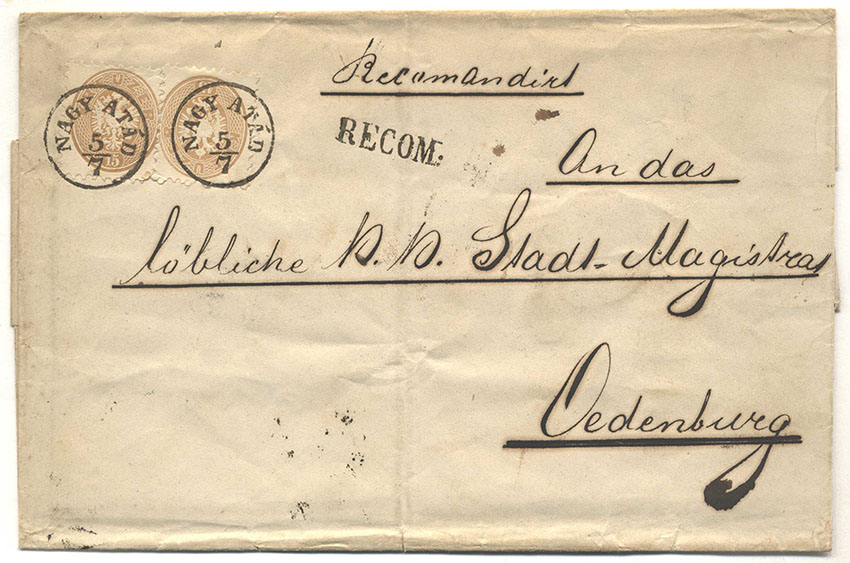 Recomandirt
RECOM.
NAGY ATÁD
5/7
NAGY ATÁD
5/7
An das
löbliche K. K. Stadt-Magistrat
Oedenburg